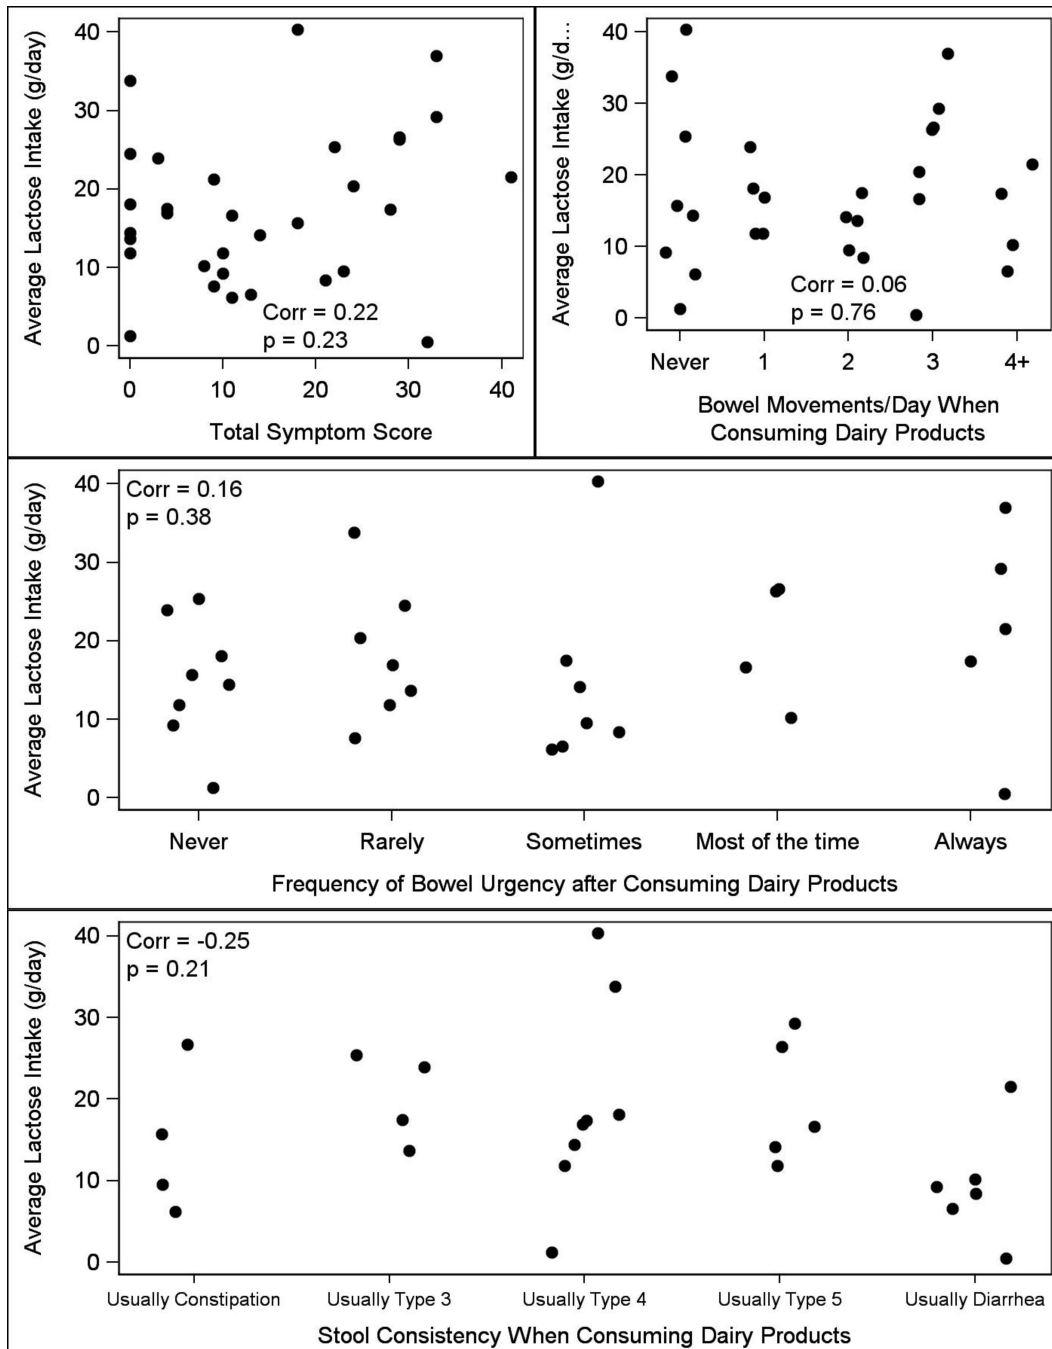 Average Lactose Intake (g/day)
40
30
20
10
0
Corr = 0.22
p = 0.23
0 10 20 30 40
Total Symptom Score
Average Lactose Intake (g/d...
40
30
20
10
0
Corr = 0.06
p = 0.76
Never 1 2 3 4+
Bowel Movements/Day When
Consuming Dairy Products
Average Lactose Intake (g/day)
40
30
20
10
0
Corr = 0.16
p = 0.38
Never Rarely Sometimes Most of the time Always
Frequency of Bowel Urgency after Consuming Dairy Products
Average Lactose Intake (g/day)
40
30
20
10
0
Corr = -0.25
p = 0.21
Usually Constipation Usually Type 3 Usually Type 4 Usually Type 5 Usually Diarrhea
Stool Consistency When Consuming Dairy Products